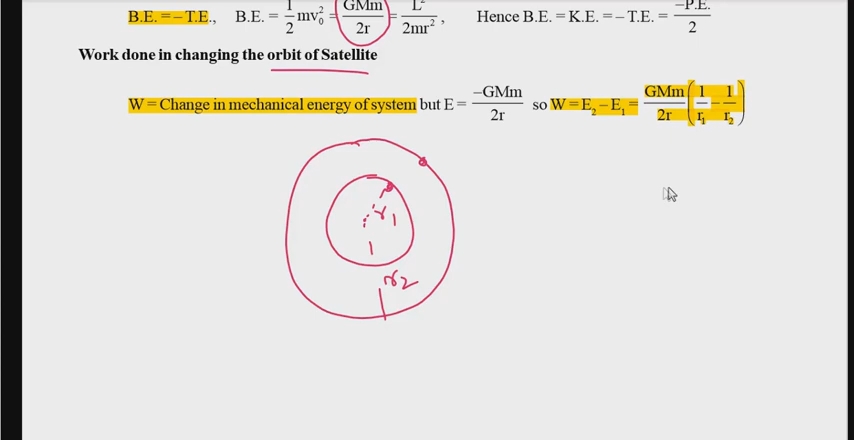 B.E. = – T.E., B.E. = 1/2 mv₀² = GMm/2r = L²/2mr², Hence B.E. = K.E. = – T.E. = –P.E./2
Work done in changing the orbit of Satellite
W = Change in mechanical energy of system but E = –GMm/2r so W = E₂ – E₁ = GMm/2r (1/r₁ – 1/r₂)
r₁
r₂